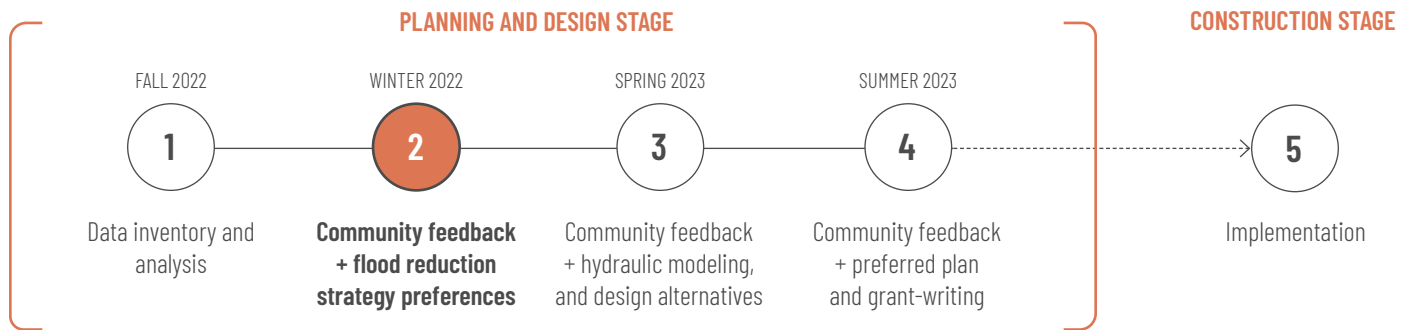 PLANNING AND DESIGN STAGE
CONSTRUCTION STAGE
FALL 2022
WINTER 2022
SPRING 2023
SUMMER 2023
1
2
3
4
5
Data inventory and
analysis
Community feedback
+ flood reduction
strategy preferences
Community feedback
+ hydraulic modeling,
and design alternatives
Community feedback
+ preferred plan
and grant-writing
Implementation